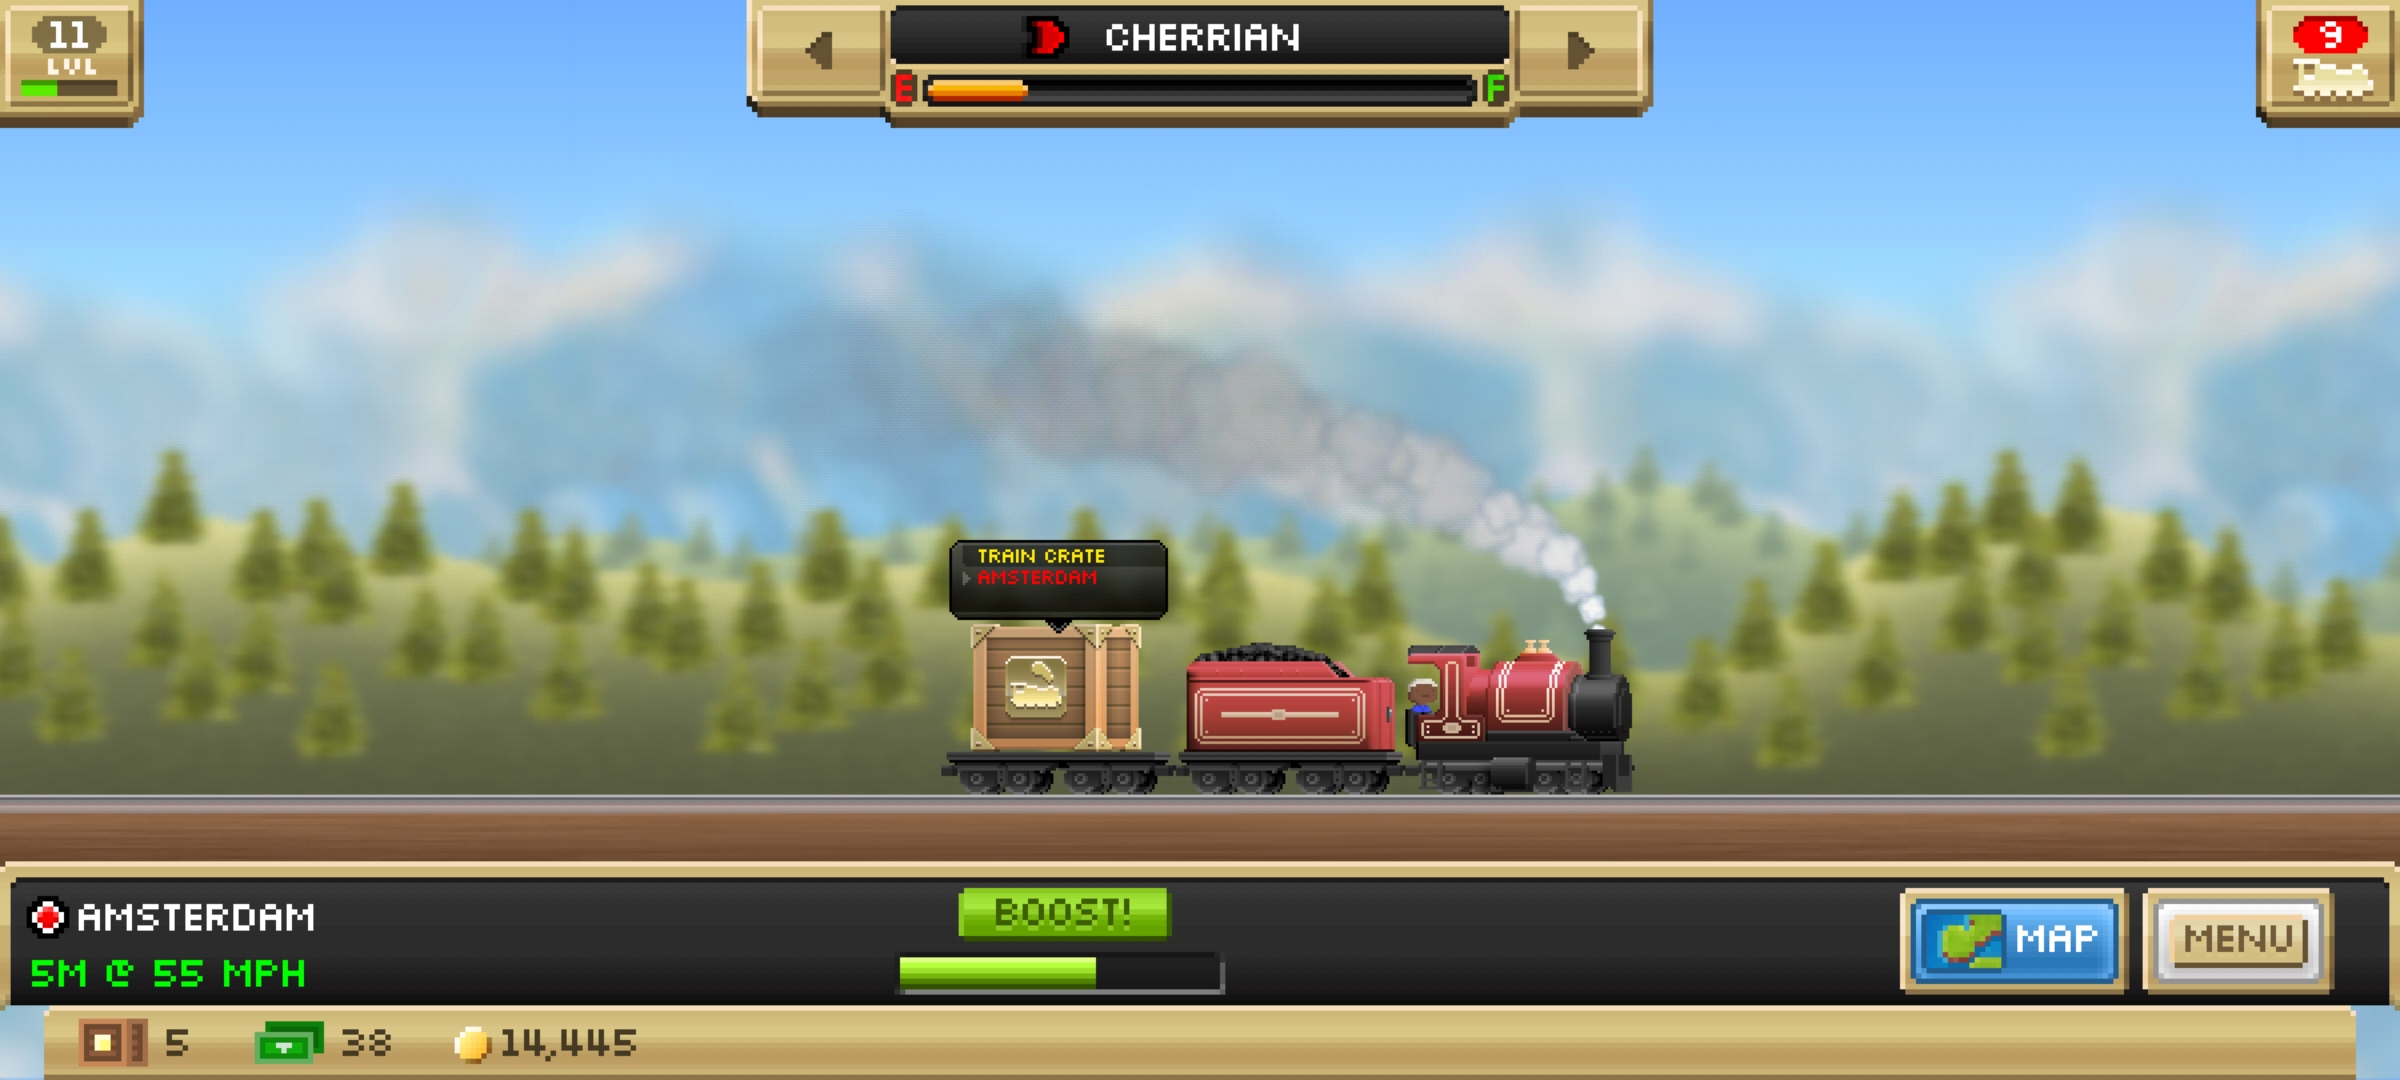 11
LVL
CHERRIAN
E
F
9
TRAIN CRATE
AMSTERDAM
AMSTERDAM
5M @ 55 MPH
BOOST!
MAP
MENU
5
38
14,445